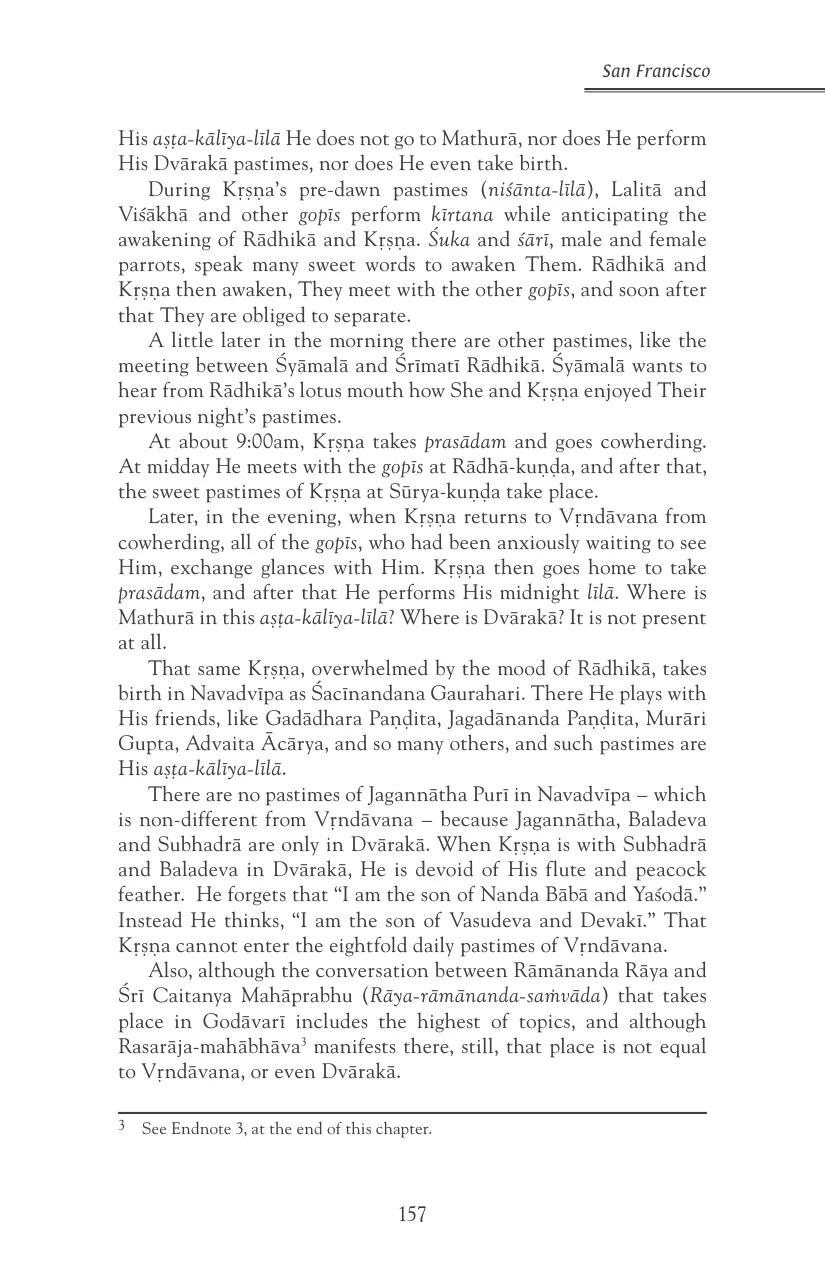 San Francisco
His aṣṭa-kālīya-līlā He does not go to Mathurā, nor does He perform
His Dvārakā pastimes, nor does He even take birth.
During Kṛṣṇa’s pre-dawn pastimes (niśānta-līlā), Lalitā and
Viśākhā and other gopīs perform kīrtana while anticipating the
awakening of Rādhikā and Kṛṣṇa. Śuka and śārī, male and female
parrots, speak many sweet words to awaken Them. Rādhikā and
Kṛṣṇa then awaken, They meet with the other gopīs, and soon after
that They are obliged to separate.
A little later in the morning there are other pastimes, like the
meeting between Śyāmalā and Śrīmatī Rādhikā. Śyāmalā wants to
hear from Rādhikā’s lotus mouth how She and Kṛṣṇa enjoyed Their
previous night’s pastimes.
At about 9:00am, Kṛṣṇa takes prasādam and goes cowherding.
At midday He meets with the gopīs at Rādhā-kuṇḍa, and after that,
the sweet pastimes of Kṛṣṇa at Sūrya-kuṇḍa take place.
Later, in the evening, when Kṛṣṇa returns to Vṛndāvana from
cowherding, all of the gopīs, who had been anxiously waiting to see
Him, exchange glances with Him. Kṛṣṇa then goes home to take
prasādam, and after that He performs His midnight līlā. Where is
Mathurā in this aṣṭa-kālīya-līlā? Where is Dvārakā? It is not present
at all.
That same Kṛṣṇa, overwhelmed by the mood of Rādhikā, takes
birth in Navadvīpa as Śacīnandana Gaurahari. There He plays with
His friends, like Gadādhara Paṇḍita, Jagadānanda Paṇḍita, Murāri
Gupta, Advaita Ācārya, and so many others, and such pastimes are
His aṣṭa-kālīya-līlā.
There are no pastimes of Jagannātha Purī in Navadvīpa – which
is non-different from Vṛndāvana – because Jagannātha, Baladeva
and Subhadrā are only in Dvārakā. When Kṛṣṇa is with Subhadrā
and Baladeva in Dvārakā, He is devoid of His flute and peacock
feather.  He forgets that “I am the son of Nanda Bābā and Yaśodā.”
Instead He thinks, “I am the son of Vasudeva and Devakī.” That
Kṛṣṇa cannot enter the eightfold daily pastimes of Vṛndāvana.
Also, although the conversation between Rāmānanda Rāya and
Śrī Caitanya Mahāprabhu (Rāya-rāmānanda-saṁvāda) that takes
place in Godāvarī includes the highest of topics, and although
Rasarāja-mahābhāva³ manifests there, still, that place is not equal
to Vṛndāvana, or even Dvārakā.
3 See Endnote 3, at the end of this chapter.
157